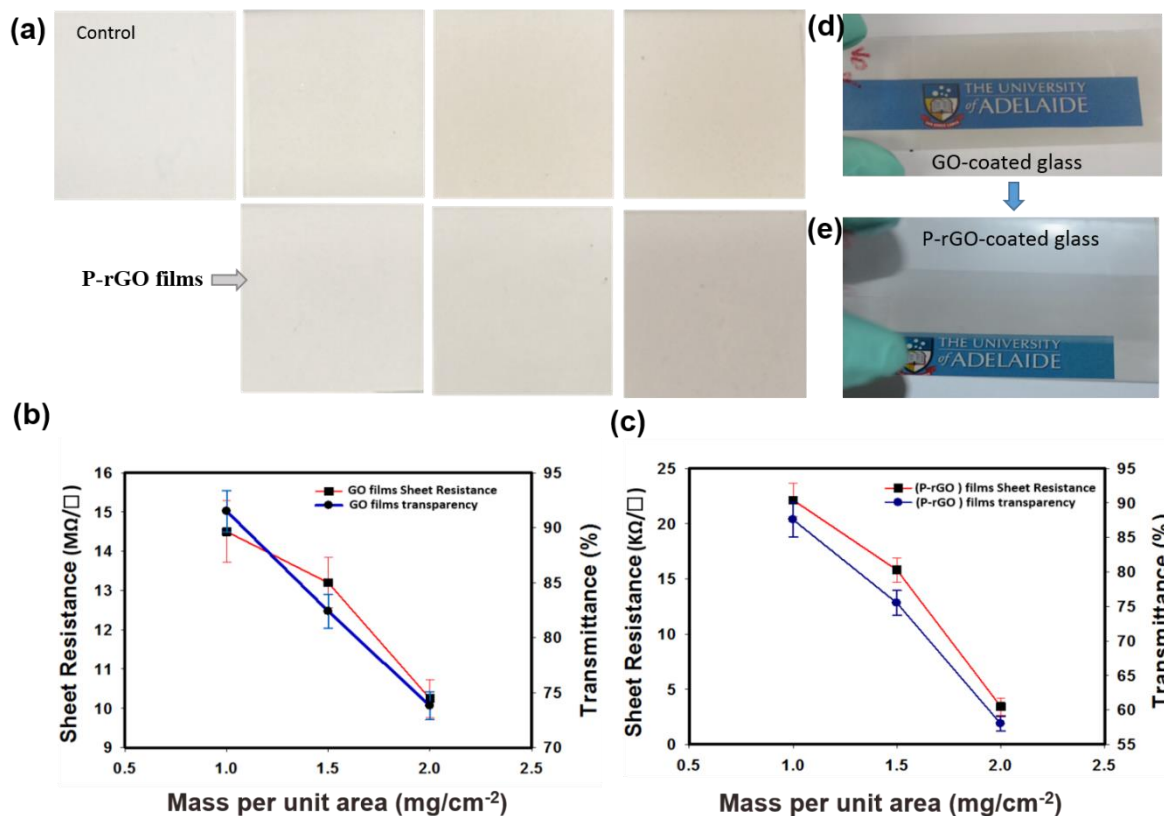 (a)
Control
P-rGO films
(d)
THE UNIVERSITY
of ADELAIDE
GO-coated glass
(e)
P-rGO-coated glass
THE UNIVERSITY
of ADELAIDE
(b)
Sheet Resistance (MΩ/□)
16
15
14
13
12
11
10
9
GO films Sheet Resistance
GO films transparency
95
90
85
80
75
70
Transmittance (%)
0.5 1.0 1.5 2.0 2.5
Mass per unit area (mg/cm⁻²)
(c)
Sheet Resistance (KΩ/□)
25
20
15
10
5
0
(P-rGO ) films Sheet Resistance
(P-rGO ) films transparency
95
90
85
80
75
70
65
60
55
Transmittance (%)
0.5 1.0 1.5 2.0 2.5
Mass per unit area (mg/cm⁻²)